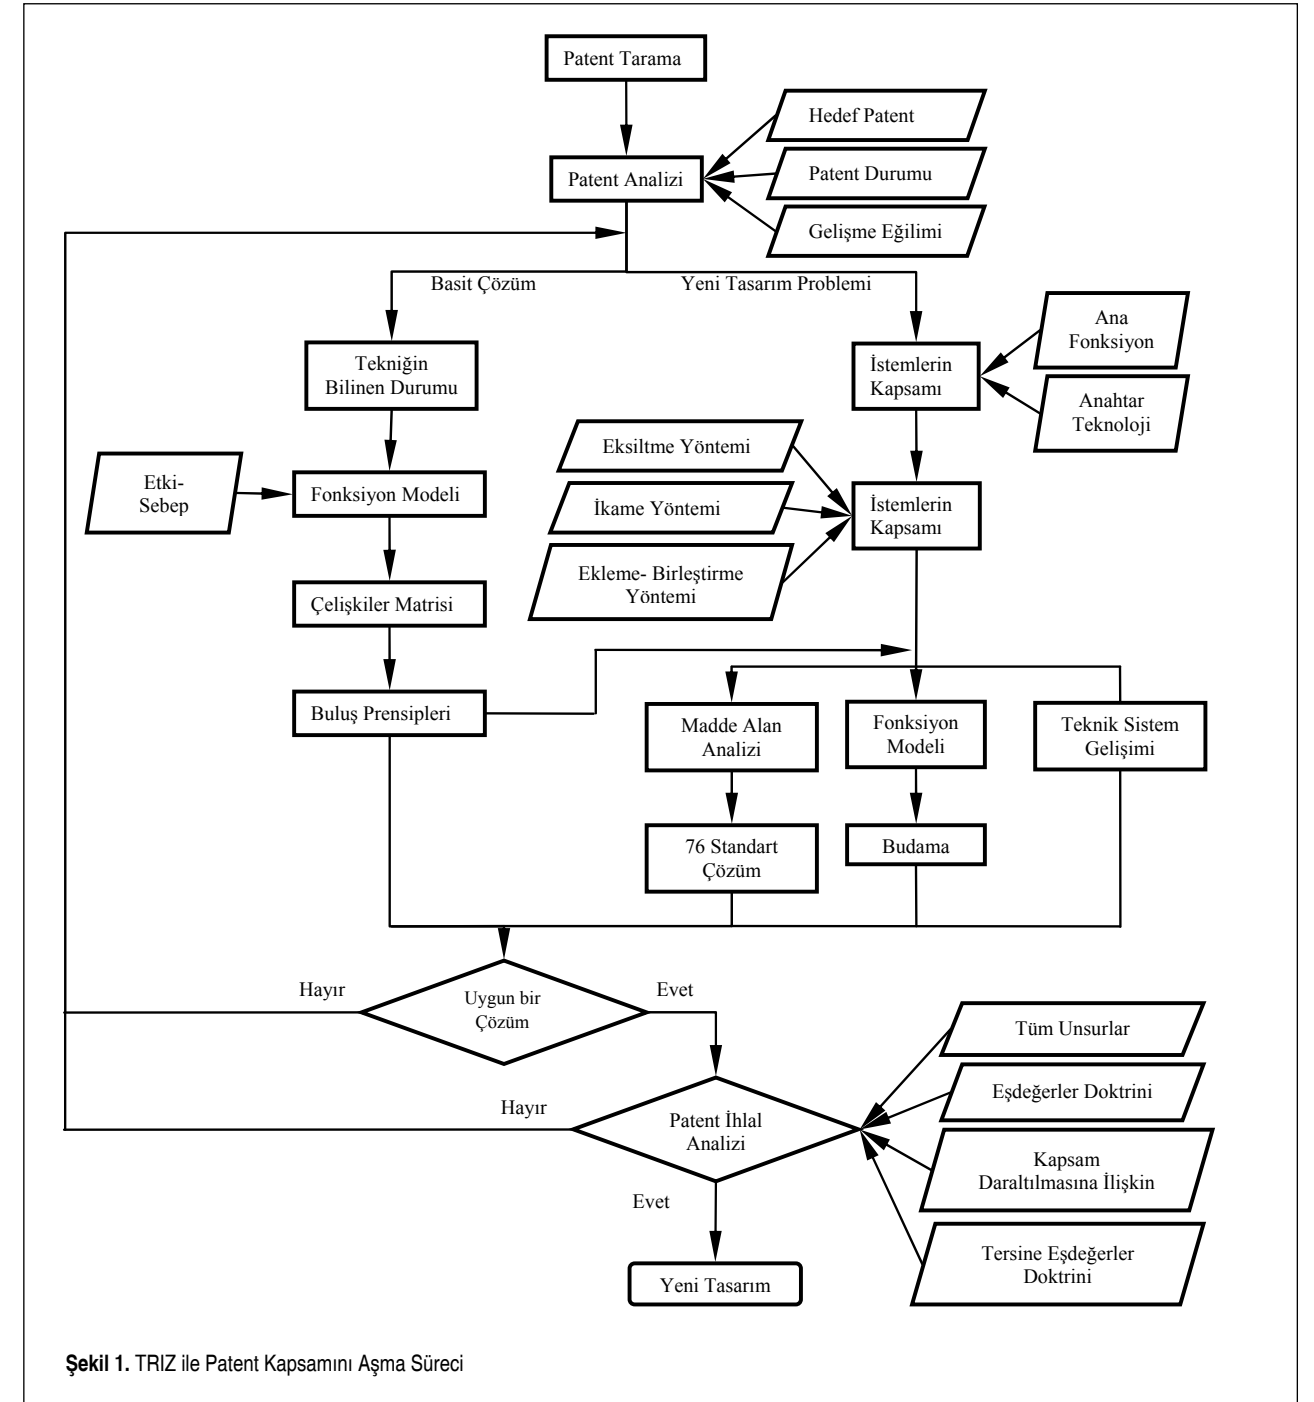 Patent Tarama
Hedef Patent
Patent Analizi
Patent Durumu
Gelişme Eğilimi
Basit Çözüm
Yeni Tasarım Problemi
Ana
Fonksiyon
Tekniğin
Bilinen Durumu
İstemlerin
Kapsamı
Anahtar
Teknoloji
Eksiltme Yöntemi
Etki-
Sebep
Fonksiyon Modeli
İkame Yöntemi
İstemlerin
Kapsamı
Ekleme- Birleştirme
Yöntemi
Çelişkiler Matrisi
Buluş Prensipleri
Madde Alan
Analizi
Fonksiyon
Modeli
Teknik Sistem
Gelişimi
76 Standart
Çözüm
Budama
Hayır
Uygun bir
Çözüm
Evet
Tüm Unsurlar
Eşdeğerler Doktrini
Hayır
Patent İhlal
Analizi
Kapsam
Daraltılmasına İlişkin
Evet
Tersine Eşdeğerler
Doktrini
Yeni Tasarım
Şekil 1. TRIZ ile Patent Kapsamını Aşma Süreci